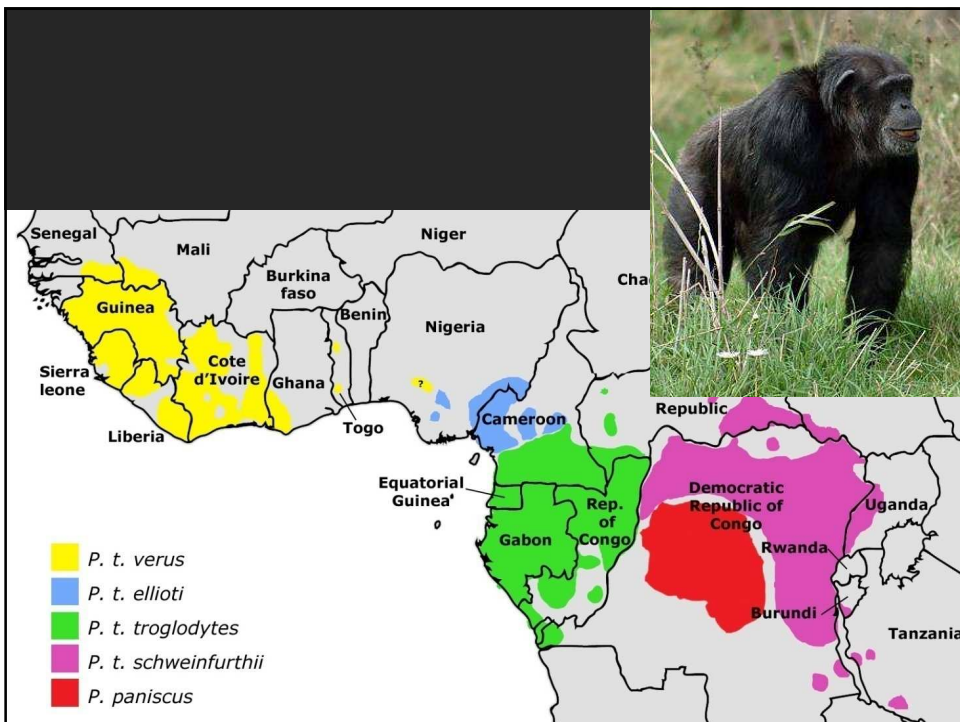 Senegal
Mali
Niger
Cha
Burkina
faso
Benin
Nigeria
Guinea
Sierra
leone
Cote
d'Ivoire
Ghana
?
Liberia
Togo
Cameroon
Republic
Equatorial
Guinea
Rep.
of
Congo
Gabon
Democratic
Republic of
Congo
Uganda
Rwanda
Burundi
Tanzania
P. t. verus
P. t. ellioti
P. t. troglodytes
P. t. schweinfurthii
P. paniscus